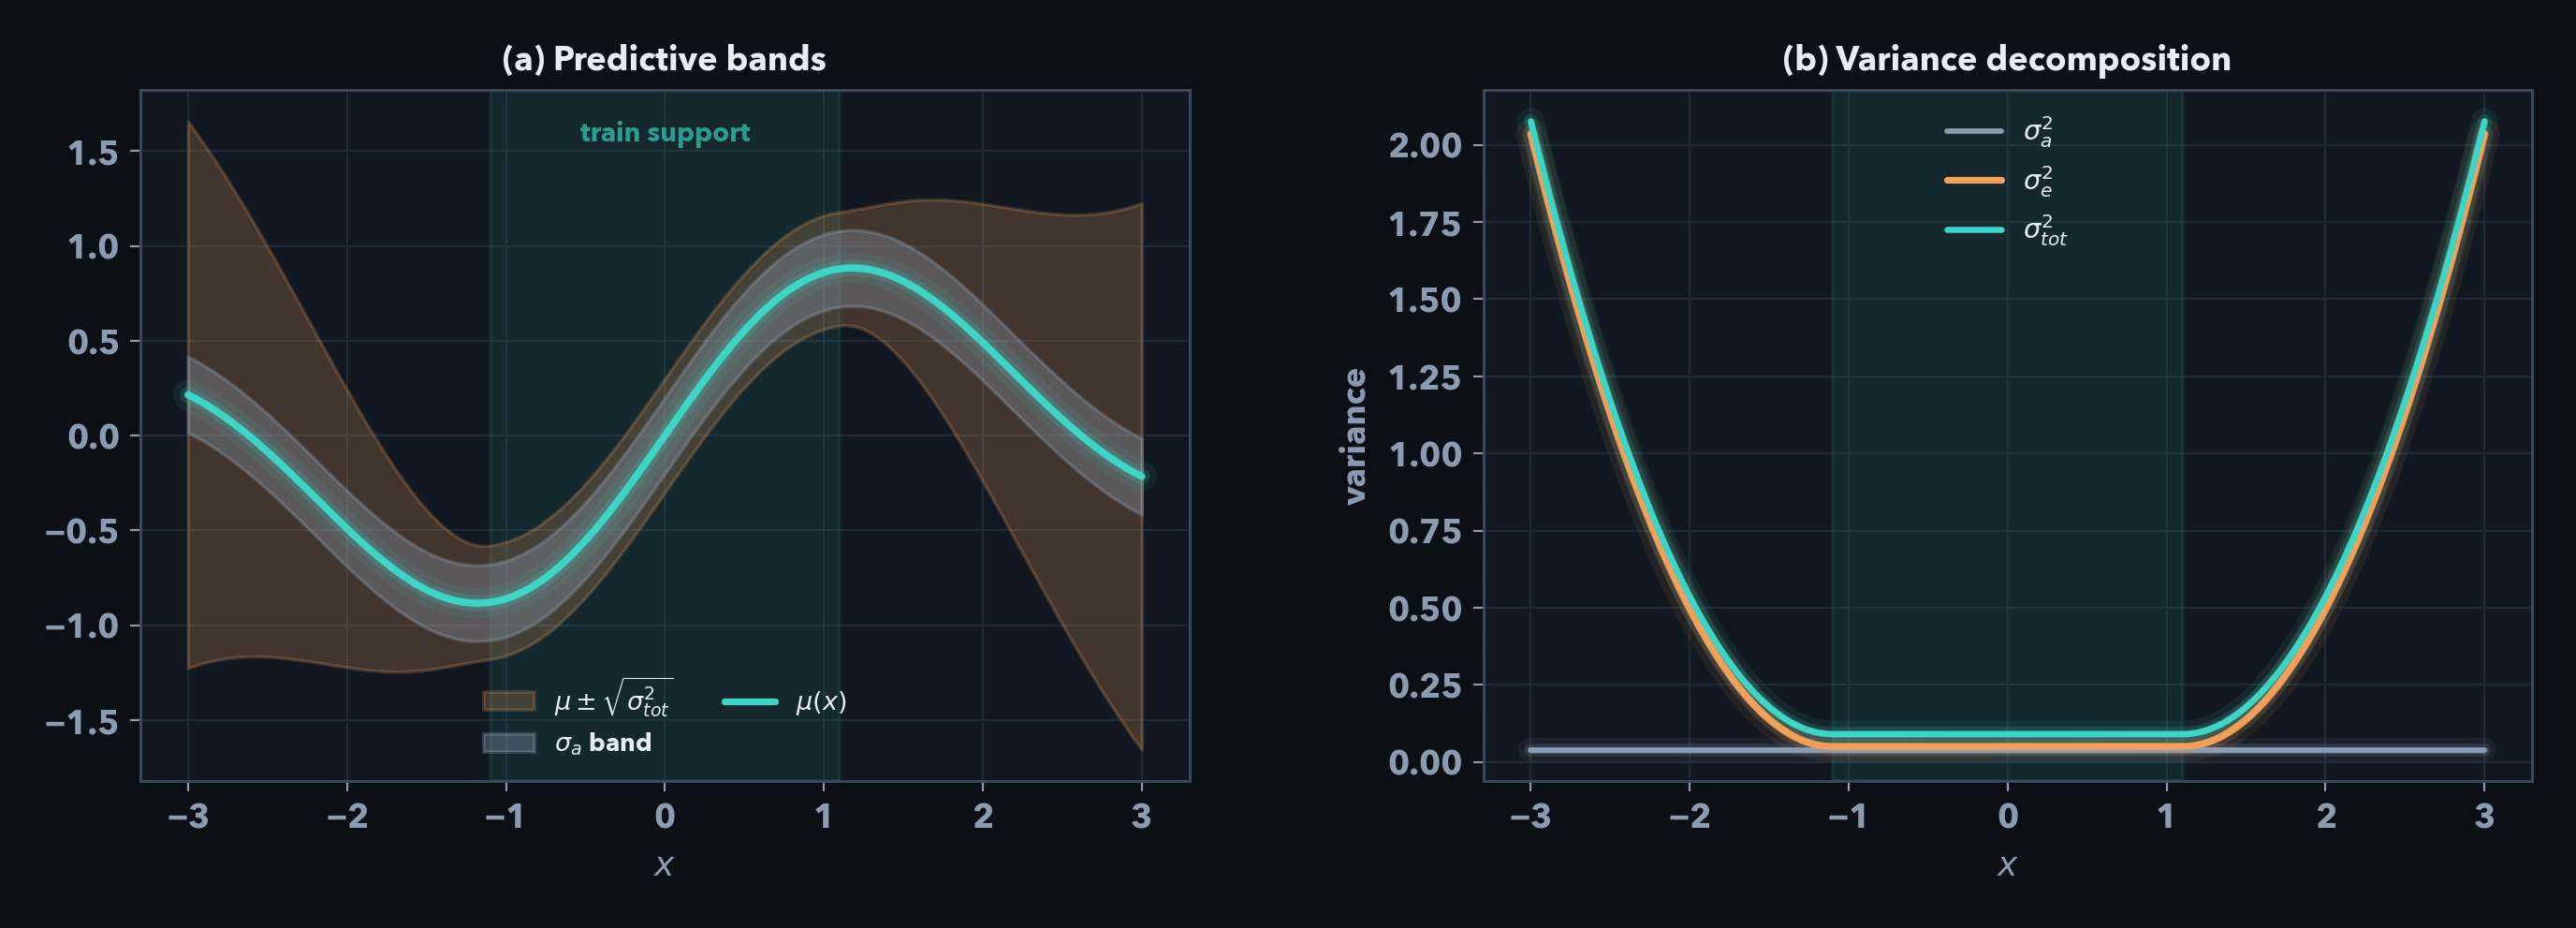 (a) Predictive bands
train support
1.5
1.0
0.5
0.0
−0.5
−1.0
−1.5
μ ± √σ²tot
μ(x)
σa band
−3 −2 −1 0 1 2 3
x
(b) Variance decomposition
σ²a
σ²e
σ²tot
variance
2.00
1.75
1.50
1.25
1.00
0.75
0.50
0.25
0.00
−3 −2 −1 0 1 2 3
x